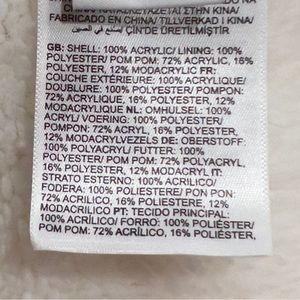 FABRICADO EN CHINA/ TILLVERKAD I KINA/
ÇİN'DE ÜRETİLMİŞTİR
GB: SHELL: 100% ACRYLIC/ LINING: 100%
POLYESTER/ POM POM: 72% ACRYLIC, 16%
POLYESTER, 12% MODACRYLIC FR:
COUCHE EXTÉRIEURE: 100% ACRYLIQUE/
DOUBLURE: 100% POLYESTER/ POMPON:
72% ACRYLIQUE, 16% POLYESTER, 12%
MODACRYLIQUE NL: OMHULSEL: 100%
ACRYL/ VOERING: 100% POLYESTER/
POMPON: 72% ACRYL, 16% POLYESTER, 12%
MODACRYLVEZELS DE: OBERSTOFF:
100% POLYACRYL/ FUTTER: 100%
POLYESTER/ POM POM: 72% POLYACRYL,
16% POLYESTER, 12% MODACRYL IT:
STRATO ESTERNO: 100% ACRILICO/
FODERA: 100% POLIESTERE/ PON PON:
72% ACRILICO, 16% POLIESTERE, 12%
MODACRILICO PT: TECIDO PRINCIPAL:
100% ACRÍLICO/ FORRO: 100% POLIÉSTER/
POM POM: 72% ACRÍLICO, 16% POLIÉSTER,